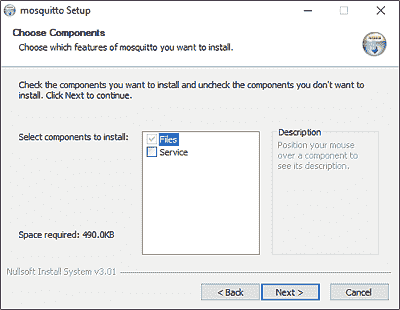 mosquitto Setup
Choose Components
Choose which features of mosquitto you want to install.
Check the components you want to install and uncheck the components you don't want to
install. Click Next to continue.
Select components to install:
Files
Service
Description
Position your mouse
over a component to
see its description.
Space required: 490.0KB
Nullsoft Install System v3.01
< Back
Next >
Cancel